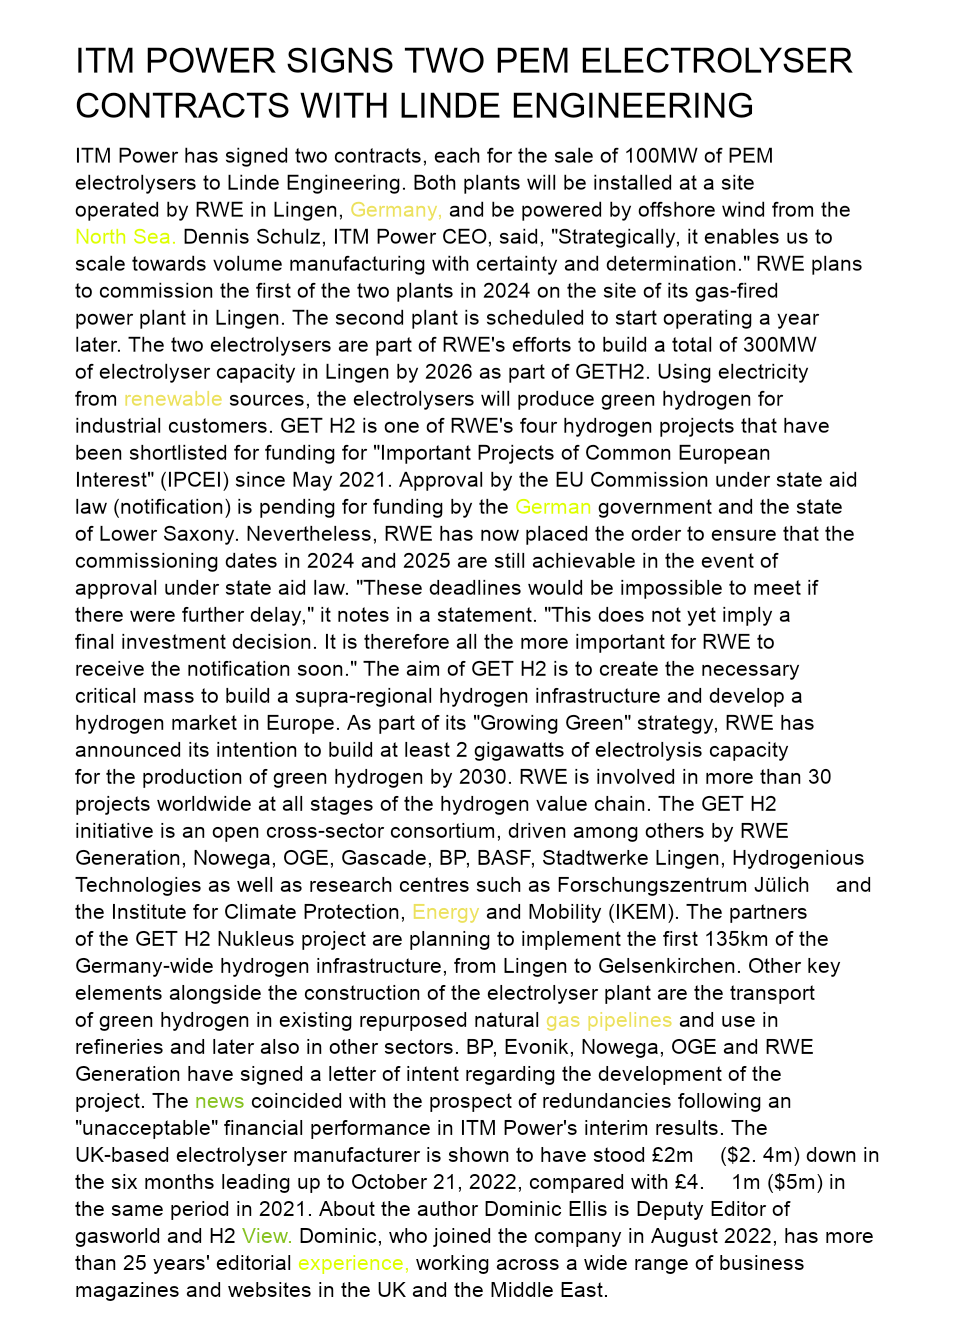 ITM POWER SIGNS TWO PEM ELECTROLYSER
CONTRACTS WITH LINDE ENGINEERING
ITM Power has signed two contracts, each for the sale of 100MW of PEM
electrolysers to Linde Engineering. Both plants will be installed at a site
operated by RWE in Lingen, Germany, and be powered by offshore wind from the
North Sea. Dennis Schulz, ITM Power CEO, said, "Strategically, it enables us to
scale towards volume manufacturing with certainty and determination." RWE plans
to commission the first of the two plants in 2024 on the site of its gas-fired
power plant in Lingen. The second plant is scheduled to start operating a year
later. The two electrolysers are part of RWE's efforts to build a total of 300MW
of electrolyser capacity in Lingen by 2026 as part of GETH2. Using electricity
from renewable sources, the electrolysers will produce green hydrogen for
industrial customers. GET H2 is one of RWE's four hydrogen projects that have
been shortlisted for funding for "Important Projects of Common European
Interest" (IPCEI) since May 2021. Approval by the EU Commission under state aid
law (notification) is pending for funding by the German government and the state
of Lower Saxony. Nevertheless, RWE has now placed the order to ensure that the
commissioning dates in 2024 and 2025 are still achievable in the event of
approval under state aid law. "These deadlines would be impossible to meet if
there were further delay," it notes in a statement. "This does not yet imply a
final investment decision. It is therefore all the more important for RWE to
receive the notification soon." The aim of GET H2 is to create the necessary
critical mass to build a supra-regional hydrogen infrastructure and develop a
hydrogen market in Europe. As part of its "Growing Green" strategy, RWE has
announced its intention to build at least 2 gigawatts of electrolysis capacity
for the production of green hydrogen by 2030. RWE is involved in more than 30
projects worldwide at all stages of the hydrogen value chain. The GET H2
initiative is an open cross-sector consortium, driven among others by RWE
Generation, Nowega, OGE, Gascade, BP, BASF, Stadtwerke Lingen, Hydrogenious
Technologies as well as research centres such as Forschungszentrum Jülich and
the Institute for Climate Protection, Energy and Mobility (IKEM). The partners
of the GET H2 Nukleus project are planning to implement the first 135km of the
Germany-wide hydrogen infrastructure, from Lingen to Gelsenkirchen. Other key
elements alongside the construction of the electrolyser plant are the transport
of green hydrogen in existing repurposed natural gas pipelines and use in
refineries and later also in other sectors. BP, Evonik, Nowega, OGE and RWE
Generation have signed a letter of intent regarding the development of the
project. The news coincided with the prospect of redundancies following an
"unacceptable" financial performance in ITM Power's interim results. The
UK-based electrolyser manufacturer is shown to have stood £2m ($2. 4m) down in
the six months leading up to October 21, 2022, compared with £4. 1m ($5m) in
the same period in 2021. About the author Dominic Ellis is Deputy Editor of
gasworld and H2 View. Dominic, who joined the company in August 2022, has more
than 25 years' editorial experience, working across a wide range of business
magazines and websites in the UK and the Middle East.